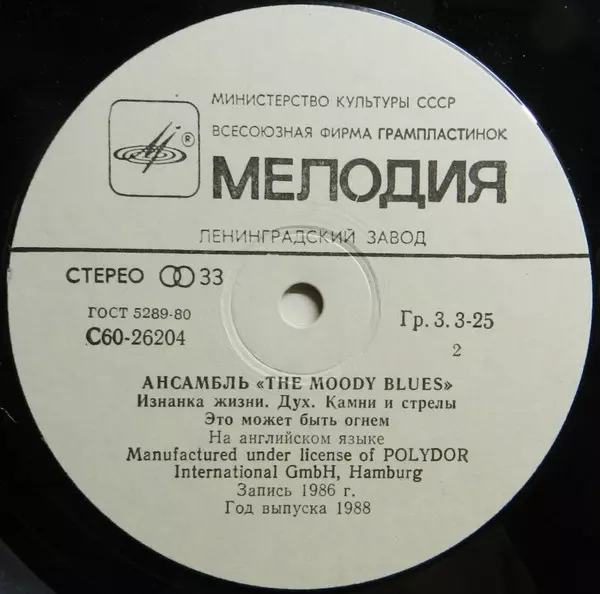 МИНИСТЕРСТВО КУЛЬТУРЫ СССР
ВСЕСОЮЗНАЯ ФИРМА ГРАМПЛАСТИНОК
®
МЕЛОДИЯ
ЛЕНИНГРАДСКИЙ ЗАВОД
СТЕРЕО 33
ГОСТ 5289-80
Гр. 3. 3-25
С60-26204
2
АНСАМБЛЬ «THE MOODY BLUES»
Изнанка жизни. Дух. Камни и стрелы
Это может быть огнем
На английском языке
Manufactured under license of POLYDOR
International GmbH, Hamburg
Запись 1986 г.
Год выпуска 1988